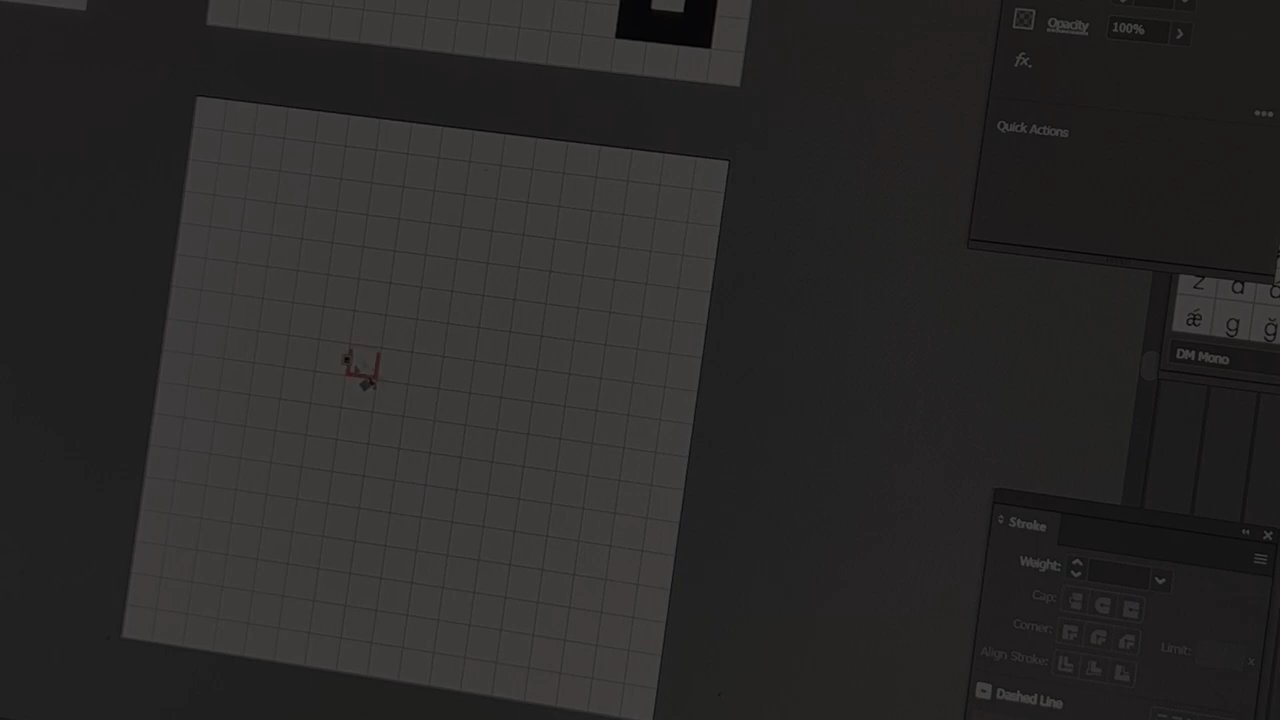 Opacity 100%
fx.
Quick Actions
z a
ǽ g ğ
DM Mono
Stroke
Weight:
Cap:
Corner: Limit: x
Align Stroke:
Dashed Line